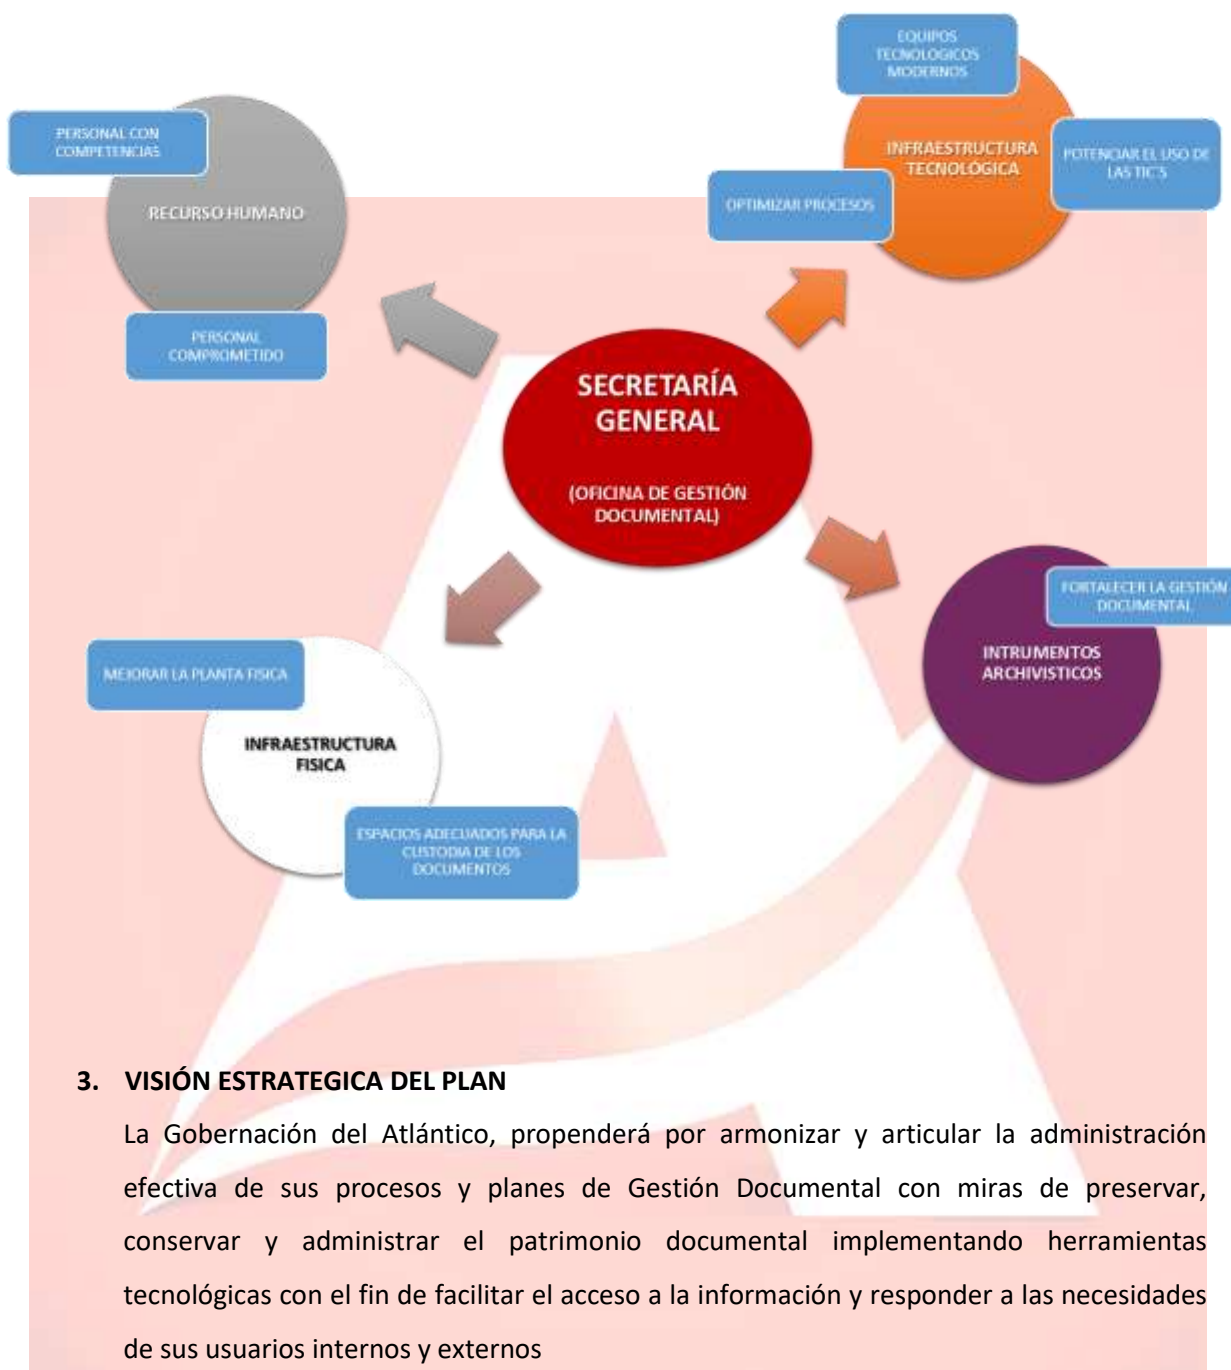 EQUIPOS
TECNOLOGICOS
MODERNOS
PERSONAL CON
COMPETENCIAS
INFRAESTRUCTURA
TECNOLÓGICA
POTENCIAR EL USO DE
LAS TIC'S
OPTIMIZAR PROCESOS
RECURSO HUMANO
PERSONAL
COMPROMETIDO
SECRETARÍA
GENERAL
(OFICINA DE GESTIÓN
DOCUMENTAL)
FORTALECER LA GESTIÓN
DOCUMENTAL
INTRUMENTOS
ARCHIVISTICOS
MEJORAR LA PLANTA FISICA
INFRAESTRUCTURA
FISICA
ESPACIOS ADECUADOS PARA LA
CUSTODIA DE LOS
DOCUMENTOS
3. VISIÓN ESTRATEGICA DEL PLAN
La Gobernación del Atlántico, propenderá por armonizar y articular la administración
efectiva de sus procesos y planes de Gestión Documental con miras de preservar,
conservar y administrar el patrimonio documental implementando herramientas
tecnológicas con el fin de facilitar el acceso a la información y responder a las necesidades
de sus usuarios internos y externos